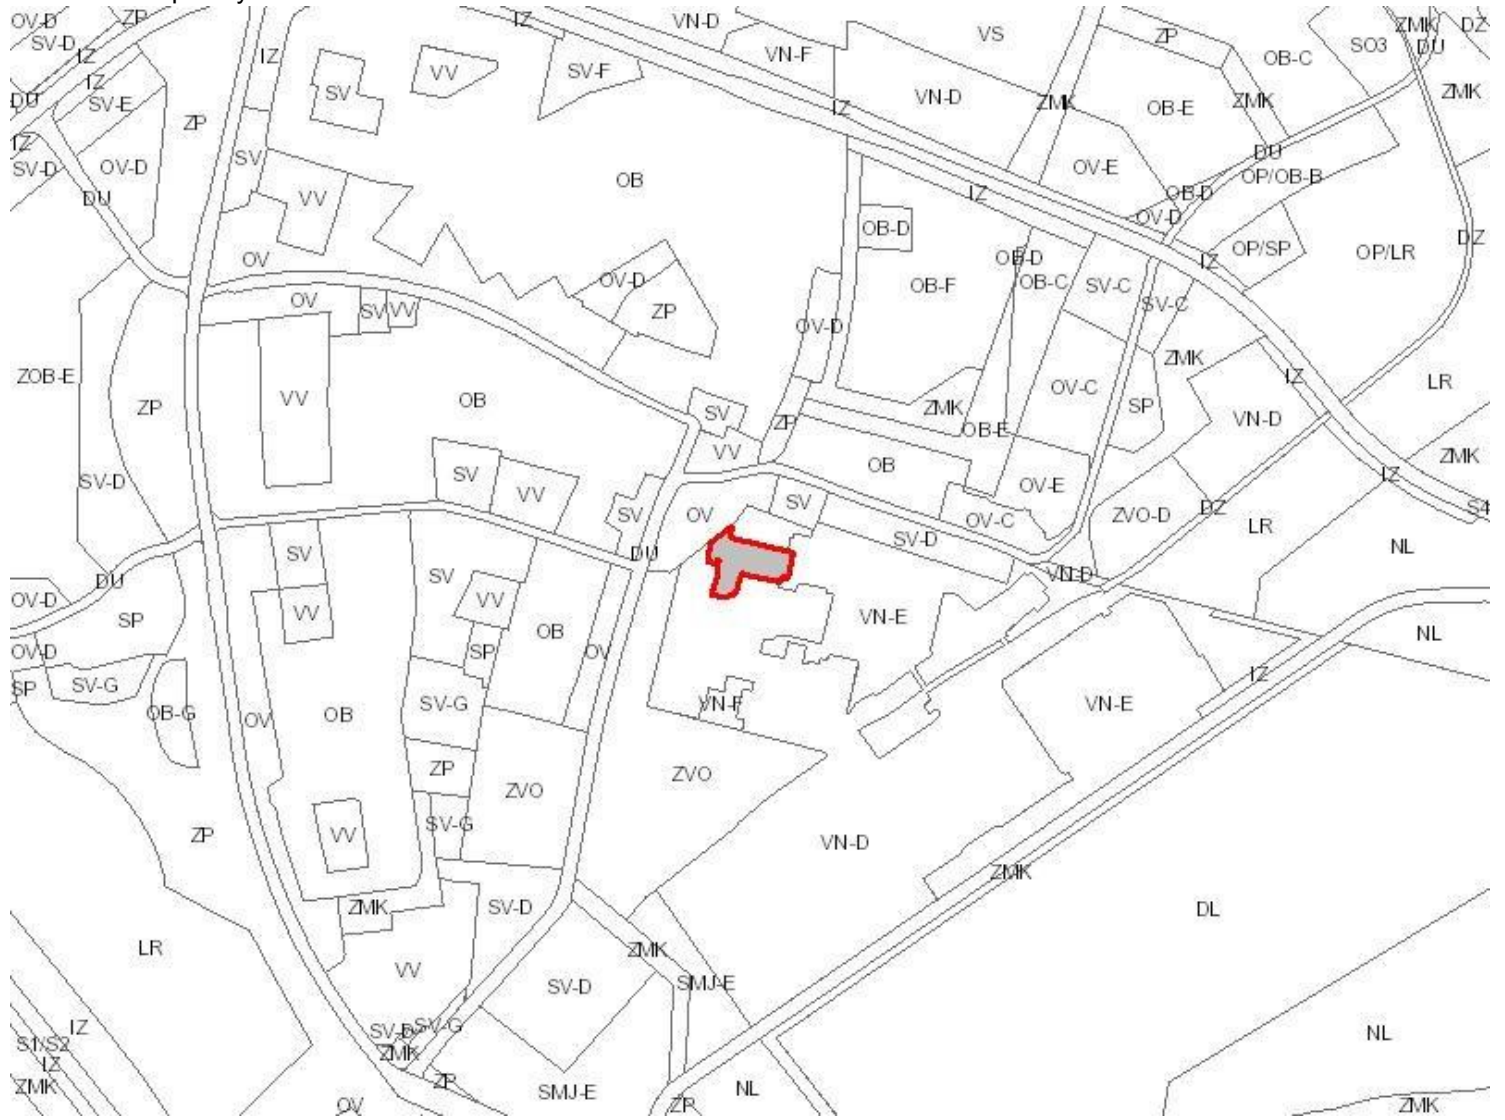 OV-D
ZP
IZ
VN-D
VS
ZP
ZMK
DZ
SV-D
IZ
IZ
VN-F
OB-C
SO3
DU
IZ
VV
SV-F
DU
SV-E
SV
VN-D
ZMK
OB-E
ZMK
ZMK
ZP
IZ
IZ
SV-D
OV-D
SV
OV-E
DU
OP/OB-B
DU
VV
OB
IZ
OB-D
OV-D
OB-D
OP/SP
OP/LR
DZ
OV
OB-D
IZ
OV-D
OB-F
OB-C
SV-C
SV-C
OV
SV
VV
ZP
OV-D
ZMK
ZOB-E
ZP
VV
OB
SV
ZP
ZMK
OB-E
OV-C
SP
IZ
LR
VN-D
VV
OB
ZMK
SV-D
SV
VV
SV
OV-E
IZ
SV
OV
OV-C
ZVO-D
DZ
S4
LR
SV-D
NL
SV
DU
DU
SV
VN-D
OV-D
VV
VV
SP
OB
VN-E
NL
OV-D
SP
OV
IZ
SP
SV-G
OB-G
OV
OB
SV-G
VN-F
VN-E
ZP
ZVO
ZVO
ZP
VV
SV-G
VN-D
ZMK
ZMK
SV-D
DL
LR
VV
ZMK
SV-D
SMJ-E
IZ
S1/S2
IZ
ZMK
SV-D
SV-G
ZMK
NL
ZP
SMJ-E
NL
OV
ZP
ZMK